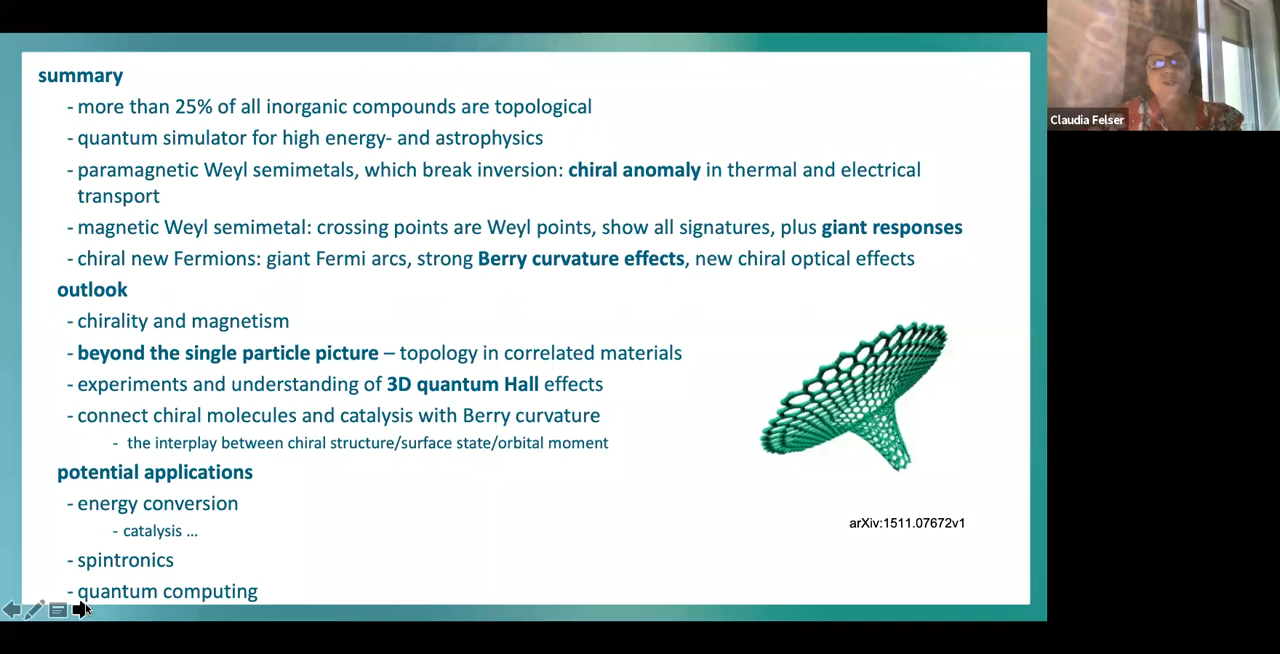 summary
- more than 25% of all inorganic compounds are topological
- quantum simulator for high energy- and astrophysics
- paramagnetic Weyl semimetals, which break inversion: chiral anomaly in thermal and electrical
transport
- magnetic Weyl semimetal: crossing points are Weyl points, show all signatures, plus giant responses
- chiral new Fermions: giant Fermi arcs, strong Berry curvature effects, new chiral optical effects
outlook
- chirality and magnetism
- beyond the single particle picture – topology in correlated materials
- experiments and understanding of 3D quantum Hall effects
- connect chiral molecules and catalysis with Berry curvature
- the interplay between chiral structure/surface state/orbital moment
potential applications
- energy conversion
- catalysis ...
- spintronics
- quantum computing
arXiv:1511.07672v1
Claudia Felser